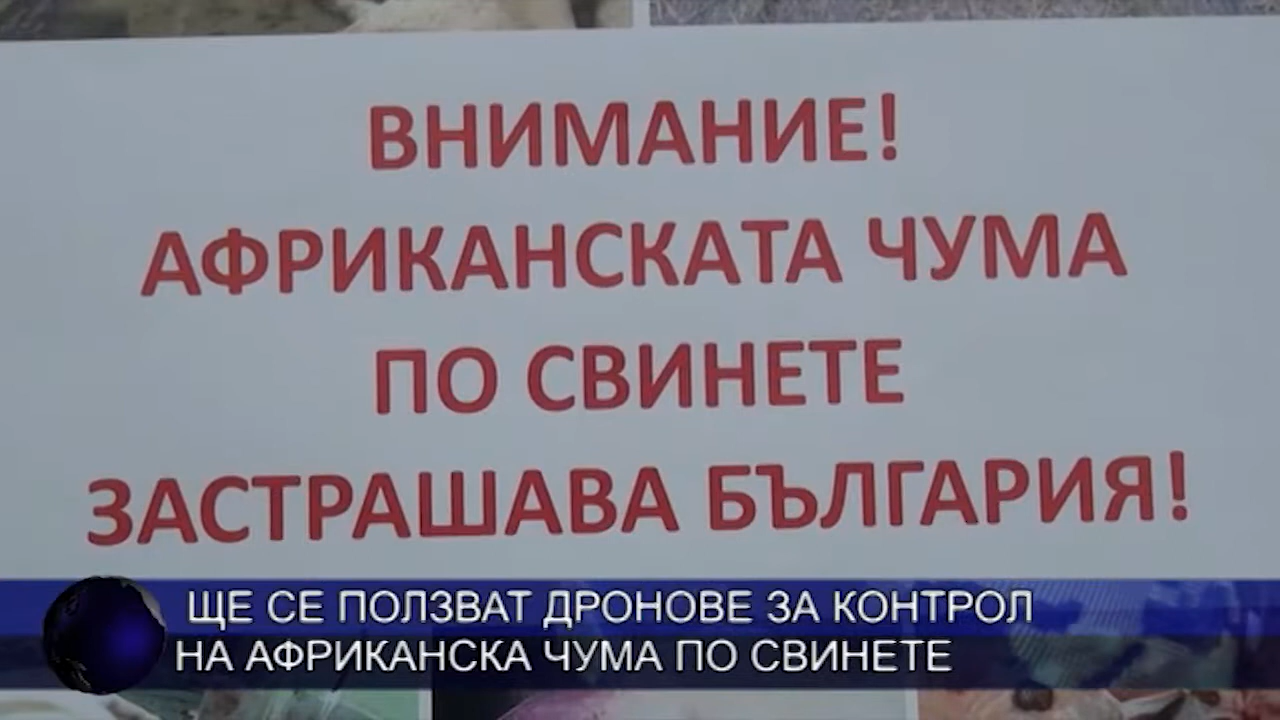 ВНИМАНИЕ!
АФРИКАНСКАТА ЧУМА
ПО СВИНЕТЕ
ЗАСТРАШАВА БЪЛГАРИЯ!
ЩЕ СЕ ПОЛЗВАТ ДРОНОВЕ ЗА КОНТРОЛ
НА АФРИКАНСКА ЧУМА ПО СВИНЕТЕ